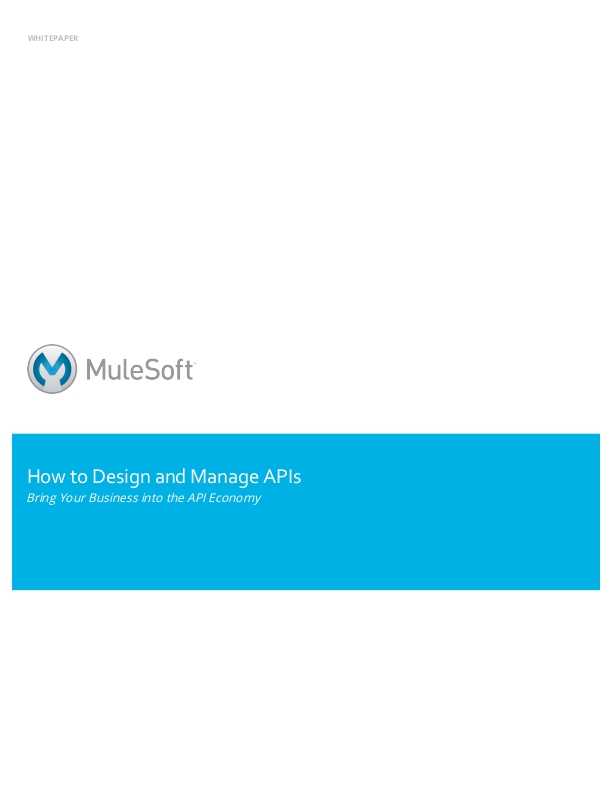 WHITEPAPER
MuleSoft
How to Design and Manage APIs
Bring Your Business into the API Economy